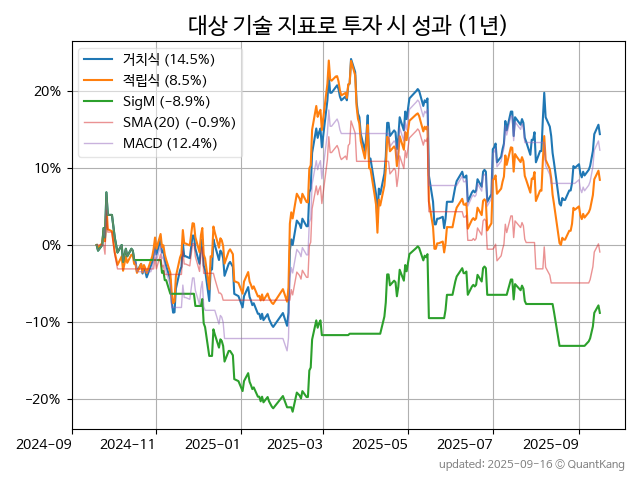 대상 기술 지표로 투자 시 성과 (1년)
거치식 (14.5%)
적립식 (8.5%)
SigM (−8.9%)
SMA(20) (−0.9%)
MACD (12.4%)
20%
10%
0%
−10%
−20%
2024-09 2024-11 2025-01 2025-03 2025-05 2025-07 2025-09
updated: 2025-09-16 © QuantKang